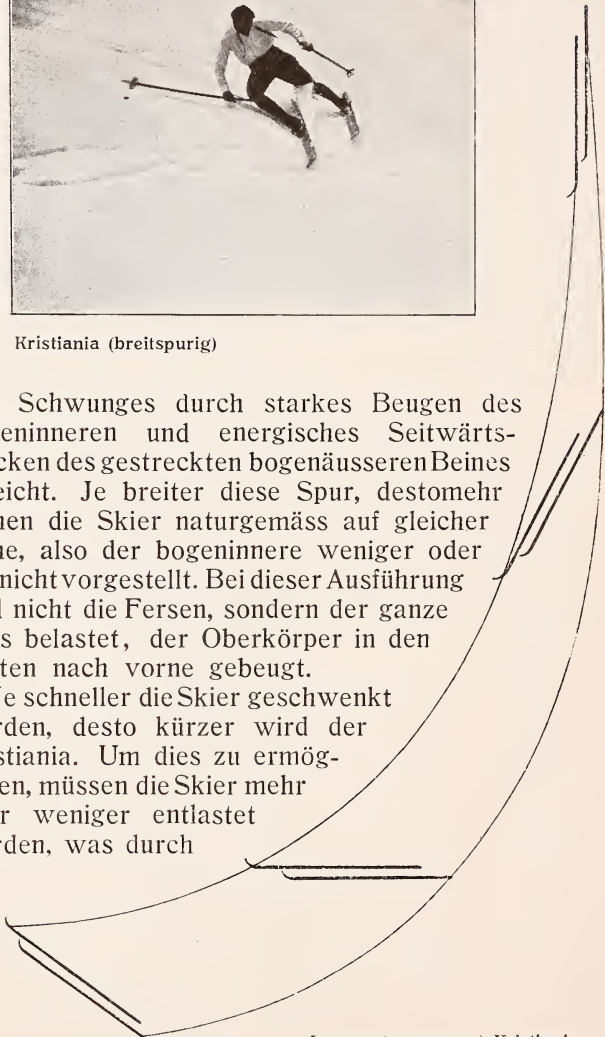 Kristiania (breitspurig)
Schwunges durch starkes Beugen des
eninneren und energisches Seitwärts-
cken des gestreckten bogenäusseren Beines
eicht. Je breiter diese Spur, destomehr
nen die Skier naturgemäss auf gleicher
ne, also der bogeninnere weniger oder
nicht vorgestellt. Bei dieser Ausführung
nicht die Fersen, sondern der ganze
s belastet, der Oberkörper in den
ten nach vorne gebeugt.
e schneller die Skier geschwenkt
rden, desto kürzer wird der
stiania. Um dies zu ermög-
en, müssen die Skier mehr
r weniger entlastet
rden, was durch